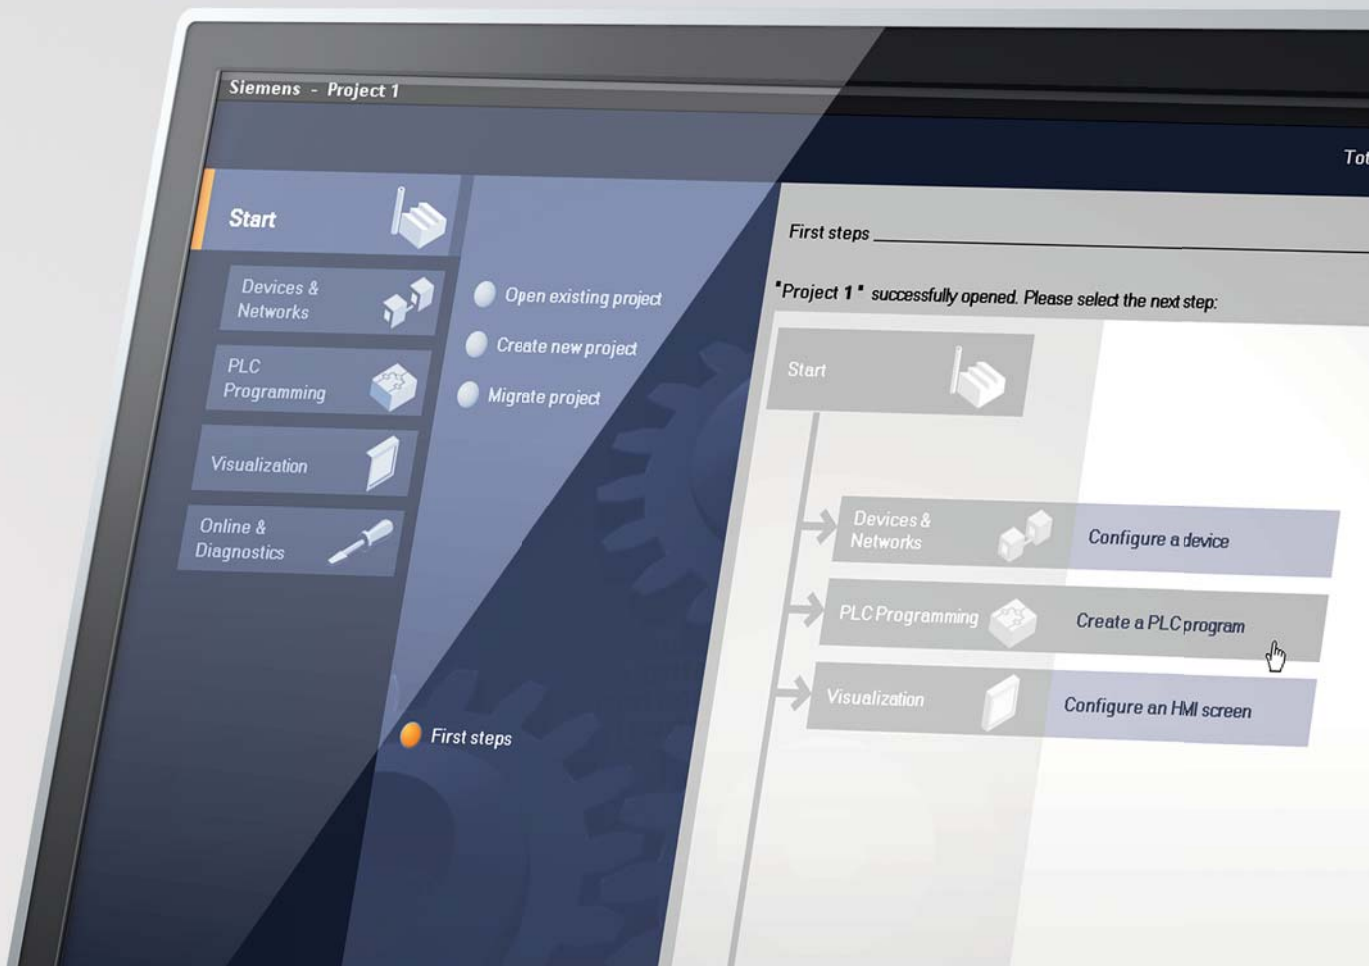 Siemens - Project 1
Tot
Start
Devices &
Networks
PLC
Programming
Visualization
Online &
Diagnostics
Open existing project
Create new project
Migrate project
First steps
First steps
"Project 1" successfully opened. Please select the next step:
Start
Devices &
Networks
Configure a device
PLC Programming
Create a PLC program
Visualization
Configure an HMI screen